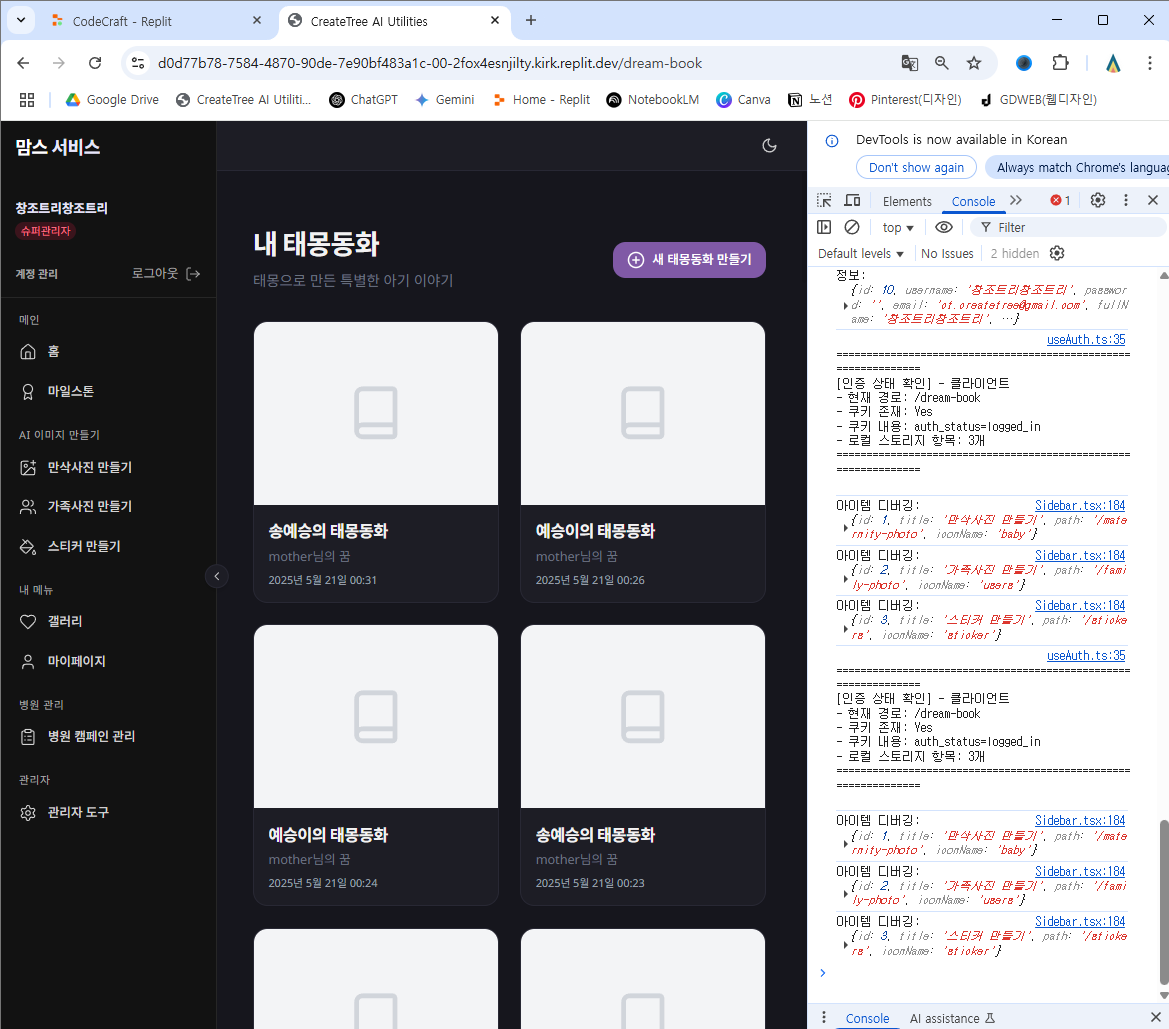 CodeCraft - Replit
CreateTree AI Utilities
d0d77b78-7584-4870-90de-7e90bf483a1c-00-2fox4esnjilty.kirk.replit.dev/dream-book
Google Drive
CreateTree AI Utiliti...
ChatGPT
Gemini
Home - Replit
NotebookLM
Canva
노션
Pinterest(디자인)
GDWEB(웹디자인)
맘스 서비스
창조트리창조트리
슈퍼관리자
계정 관리
로그아웃
메인
홈
마일스톤
AI 이미지 만들기
만삭사진 만들기
가족사진 만들기
스티커 만들기
내 메뉴
갤러리
마이페이지
병원 관리
병원 캠페인 관리
관리자
관리자 도구
내 태몽동화
태몽으로 만든 특별한 아기 이야기
새 태몽동화 만들기
송예승의 태몽동화
mother님의 꿈
2025년 5월 21일 00:31
예승이의 태몽동화
mother님의 꿈
2025년 5월 21일 00:26
예승이의 태몽동화
mother님의 꿈
2025년 5월 21일 00:24
송예승의 태몽동화
mother님의 꿈
2025년 5월 21일 00:23
DevTools is now available in Korean
Don't show again
Always match Chrome's languag
Elements
Console
1
top
Filter
Default levels
No Issues
2 hidden
정보:
{id: 10, username: '창조트리창조트리', passwor
d: '', email: 'ct.createtree@gmail.com', fullN
ame: '창조트리창조트리', …}
useAuth.ts:35
==================================================
==============
[인증 상태 확인] - 클라이언트
- 현재 경로: /dream-book
- 쿠키 존재: Yes
- 쿠키 내용: auth_status=logged_in
- 로컬 스토리지 항목: 3개
==================================================
==============
아이템 디버깅:
Sidebar.tsx:184
{id: 1, title: '만삭사진 만들기', path: '/mate
rnity-photo', iconName: 'baby'}
아이템 디버깅:
Sidebar.tsx:184
{id: 2, title: '가족사진 만들기', path: '/fami
ly-photo', iconName: 'users'}
아이템 디버깅:
Sidebar.tsx:184
{id: 3, title: '스티커 만들기', path: '/sticke
rs', iconName: 'sticker'}
useAuth.ts:35
==================================================
==============
[인증 상태 확인] - 클라이언트
- 현재 경로: /dream-book
- 쿠키 존재: Yes
- 쿠키 내용: auth_status=logged_in
- 로컬 스토리지 항목: 3개
==================================================
==============
아이템 디버깅:
Sidebar.tsx:184
{id: 1, title: '만삭사진 만들기', path: '/mate
rnity-photo', iconName: 'baby'}
아이템 디버깅:
Sidebar.tsx:184
{id: 2, title: '가족사진 만들기', path: '/fami
ly-photo', iconName: 'users'}
아이템 디버깅:
Sidebar.tsx:184
{id: 3, title: '스티커 만들기', path: '/sticke
rs', iconName: 'sticker'}
Console
AI assistance